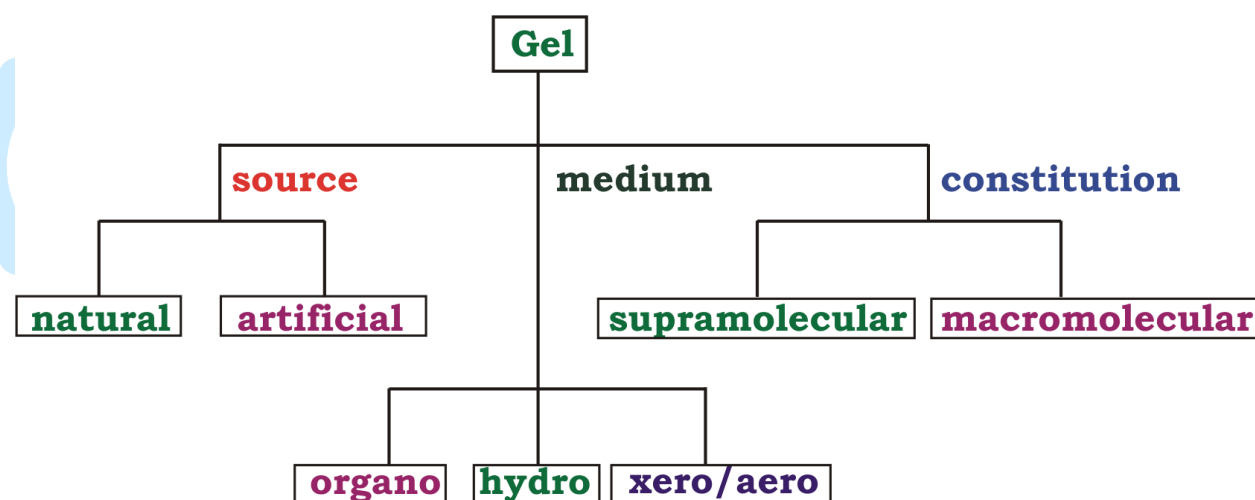 Gel
source
medium
constitution
natural
artificial
supramolecular
macromolecular
organo
hydro
xero/aero